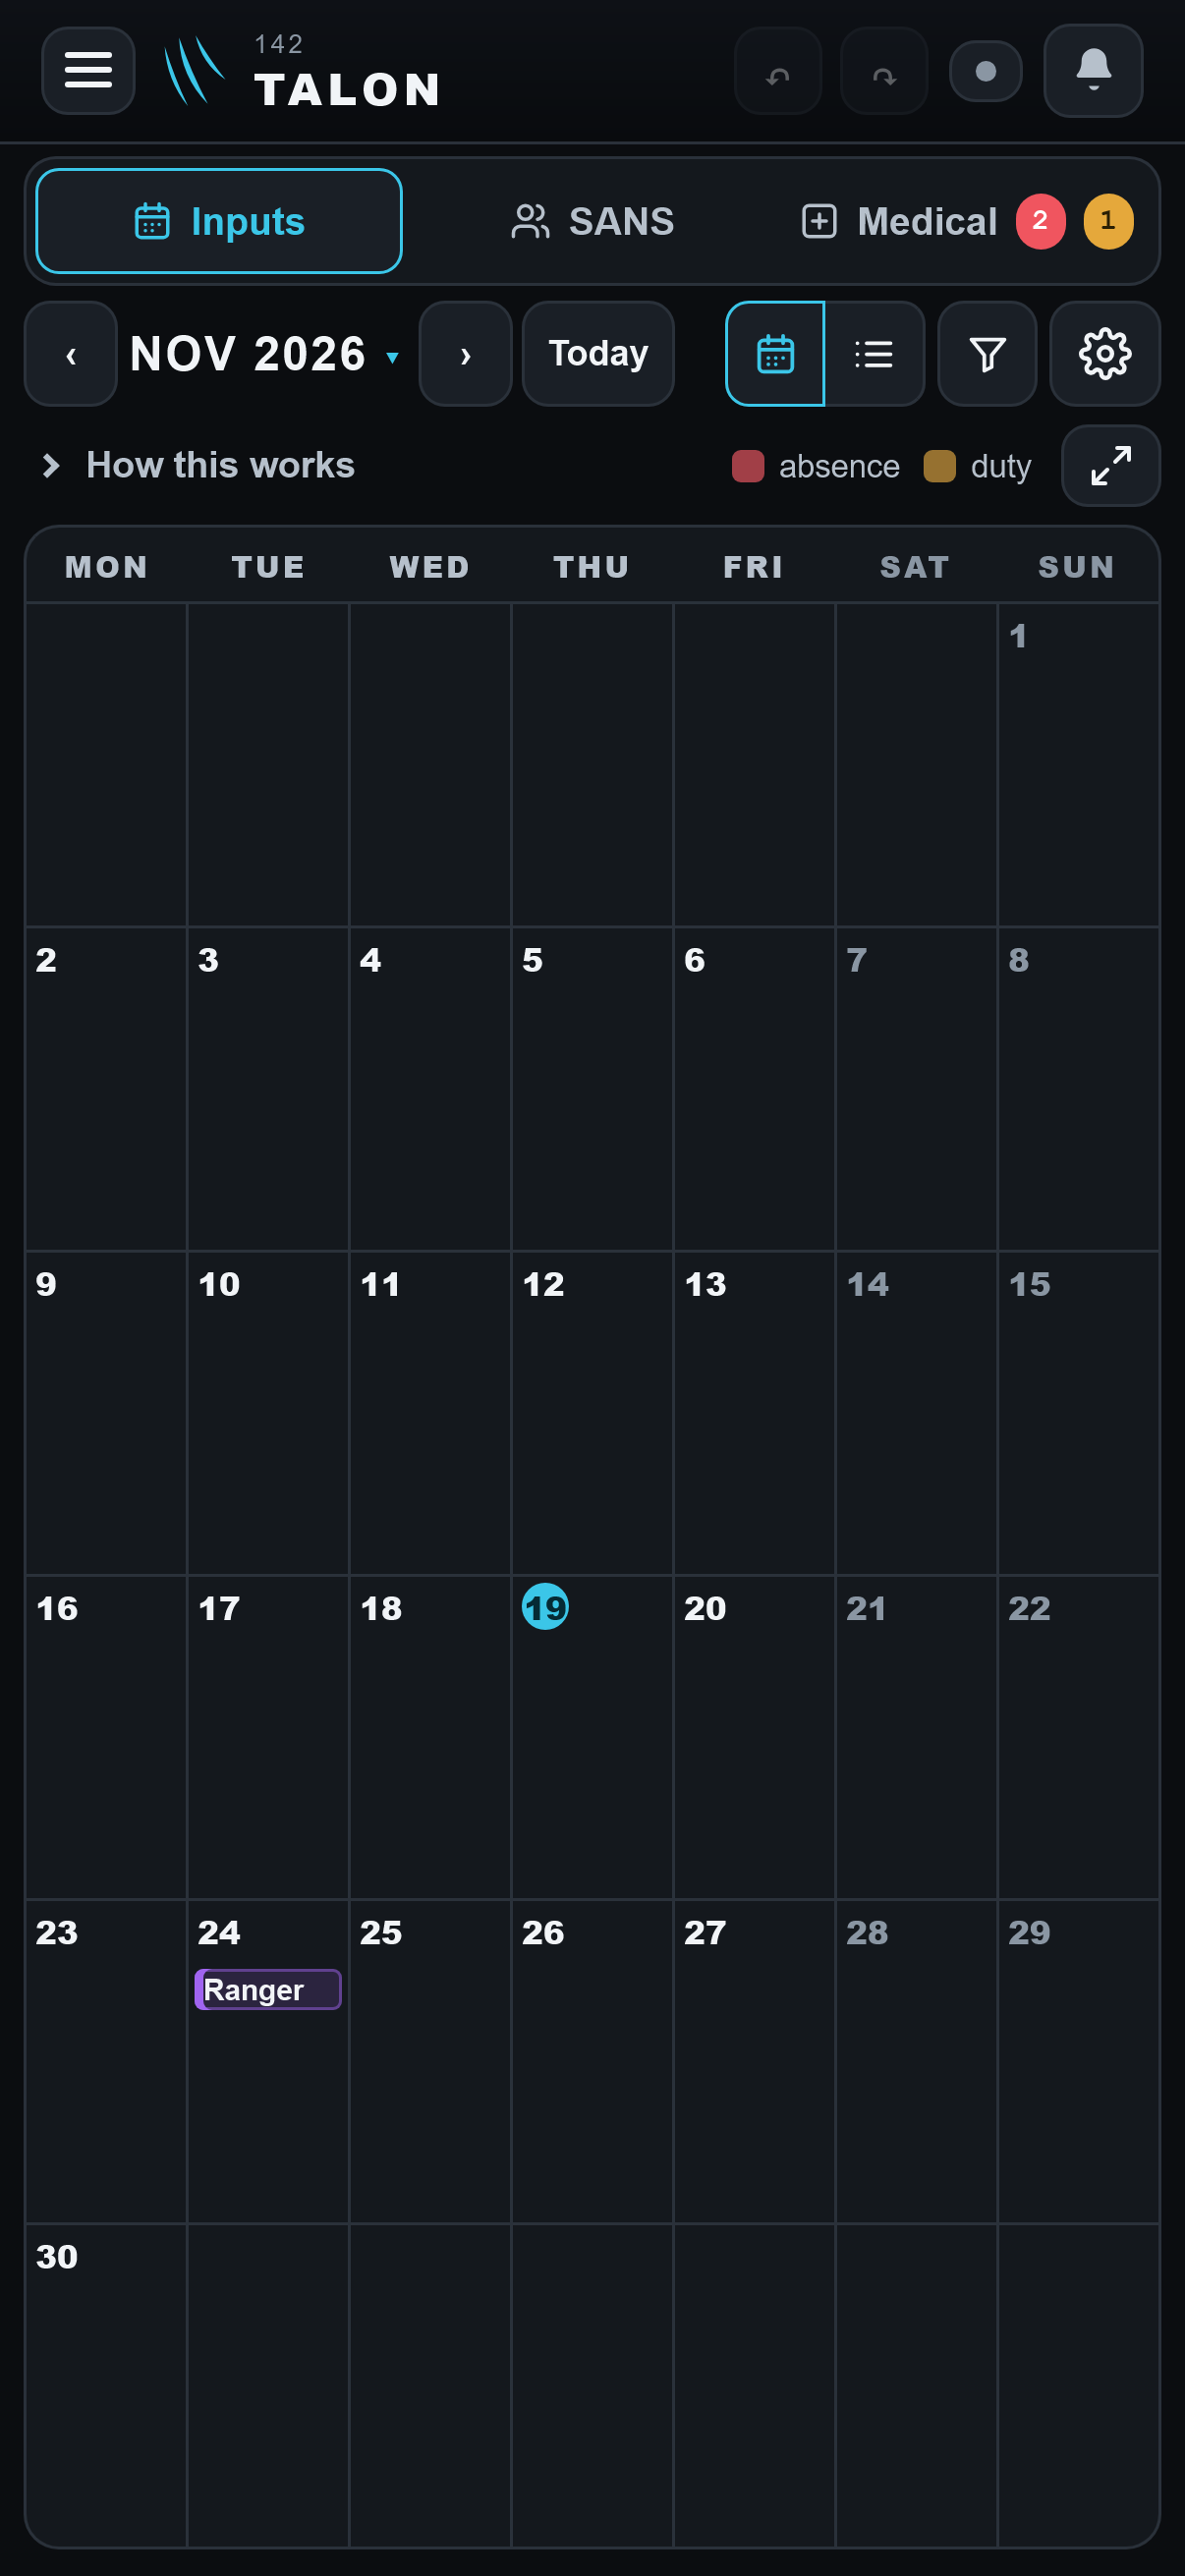 142
TALON
Inputs
SANS
Medical 2 1
‹ NOV 2026 ▾ › Today
How this works
absence duty
MON TUE WED THU FRI SAT SUN
1
2 3 4 5 6 7 8
9 10 11 12 13 14 15
16 17 18 19 20 21 22
23 24 25 26 27 28 29
Ranger
30